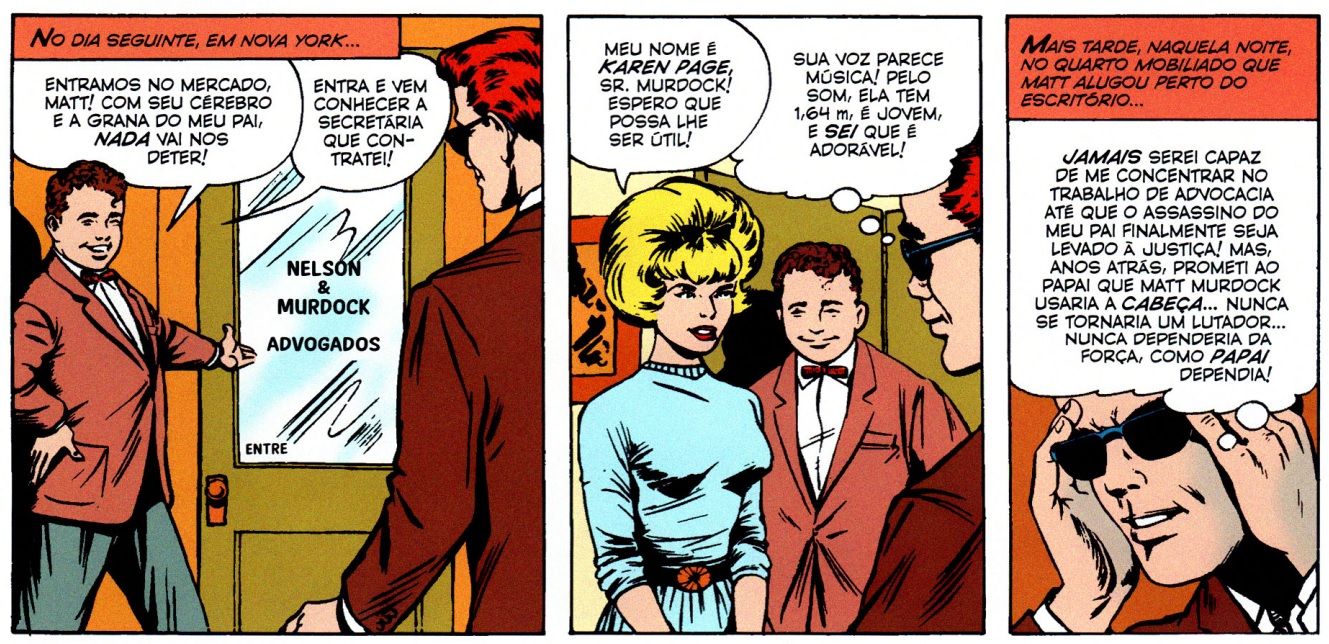 NO DIA SEGUINTE, EM NOVA YORK...
ENTRAMOS NO MERCADO,
MATT! COM SEU CÉREBRO
E A GRANA DO MEU PAI,
NADA VAI NOS
DETER!
ENTRA E VEM
CONHECER A
SECRETÁRIA
QUE CON-
TRATEI!
NELSON
&
MURDOCK
ADVOGADOS
ENTRE
MEU NOME É
KAREN PAGE,
SR. MURDOCK!
ESPERO QUE
POSSA LHE
SER ÚTIL!
SUA VOZ PARECE
MÚSICA! PELO
SOM, ELA TEM
1,64 m, É JOVEM,
E SEI QUE É
ADORÁVEL!
MAIS TARDE, NAQUELA NOITE,
NO QUARTO MOBILIADO QUE
MATT ALUGOU PERTO DO
ESCRITÓRIO...
JAMAIS SEREI CAPAZ
DE ME CONCENTRAR NO
TRABALHO DE ADVOCACIA
ATÉ QUE O ASSASSINO DO
MEU PAI FINALMENTE SEJA
LEVADO À JUSTIÇA! MAS,
ANOS ATRÁS, PROMETI AO
PAPAI QUE MATT MURDOCK
USARIA A CABEÇA... NUNCA
SE TORNARIA UM LUTADOR...
NUNCA DEPENDERIA DA
FORÇA, COMO PAPAI
DEPENDIA!